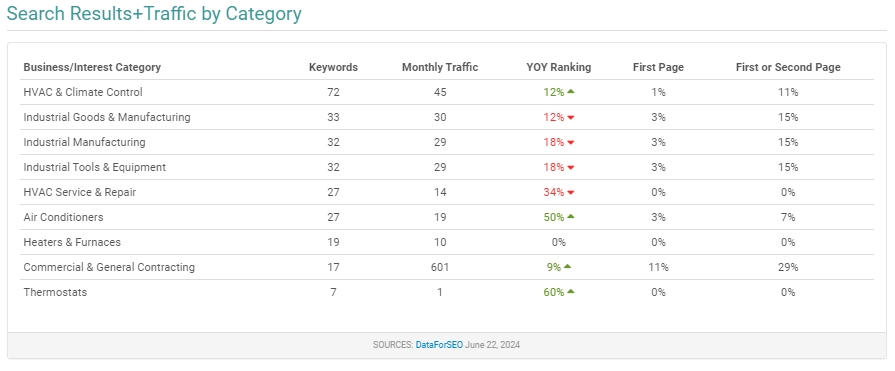 Search Results+Traffic by Category
Business/Interest Category Keywords Monthly Traffic YOY Ranking First Page First or Second Page
HVAC & Climate Control 72 45 12% 1% 11%
Industrial Goods & Manufacturing 33 30 12% 3% 15%
Industrial Manufacturing 32 29 18% 3% 15%
Industrial Tools & Equipment 32 29 18% 3% 15%
HVAC Service & Repair 27 14 34% 0% 0%
Air Conditioners 27 19 50% 3% 7%
Heaters & Furnaces 19 10 0% 0% 0%
Commercial & General Contracting 17 601 9% 11% 29%
Thermostats 7 1 60% 0% 0%
SOURCES: DataForSEO June 22, 2024